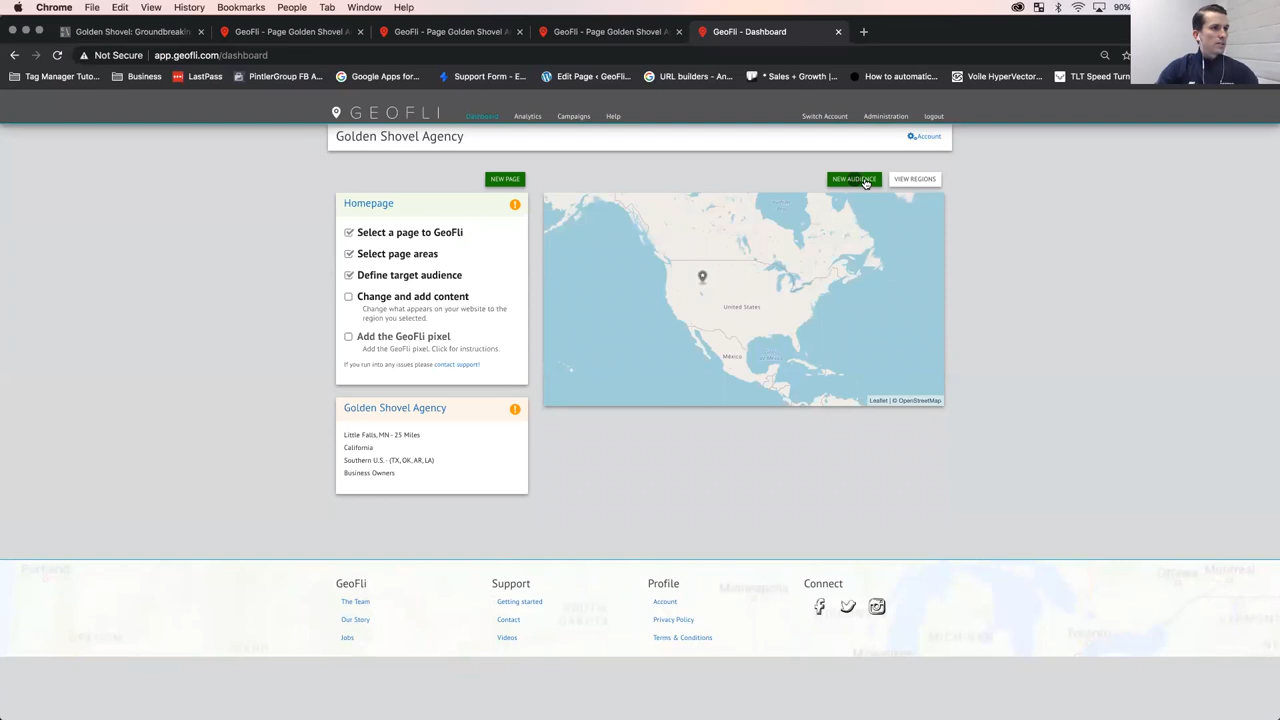 Chrome File Edit View History Bookmarks People Tab Window Help 90%
Golden Shovel: Groundbreakin GeoFli - Page Golden Shovel A GeoFli - Page Golden Shovel A GeoFli - Page Golden Shovel A GeoFli - Dashboard
Not Secure app.geofli.com/dashboard
Tag Manager Tuto... Business LastPass PintlerGroup FB A... Google Apps for... Support Form - E... Edit Page ‹ GeoFli... URL builders - An... * Sales + Growth |... How to automatic... Voile HyperVector... TLT Speed Turn
GEOFLI Dashboard Analytics Campaigns Help Switch Account Administration logout
Golden Shovel Agency Account
NEW PAGE NEW AUDIENCE VIEW REGIONS
Homepage
Select a page to GeoFli
Select page areas
Define target audience
Change and add content
Change what appears on your website to the
region you selected.
Add the GeoFli pixel
Add the GeoFli pixel. Click for instructions.
If you run into any issues please contact support!
United States
México
Leaflet | © OpenStreetMap
Golden Shovel Agency
Little Falls, MN - 25 Miles
California
Southern U.S. - (TX, OK, AR, LA)
Business Owners
GeoFli Support Profile Connect
The Team Getting started Account
Our Story Contact Privacy Policy
Jobs Videos Terms & Conditions